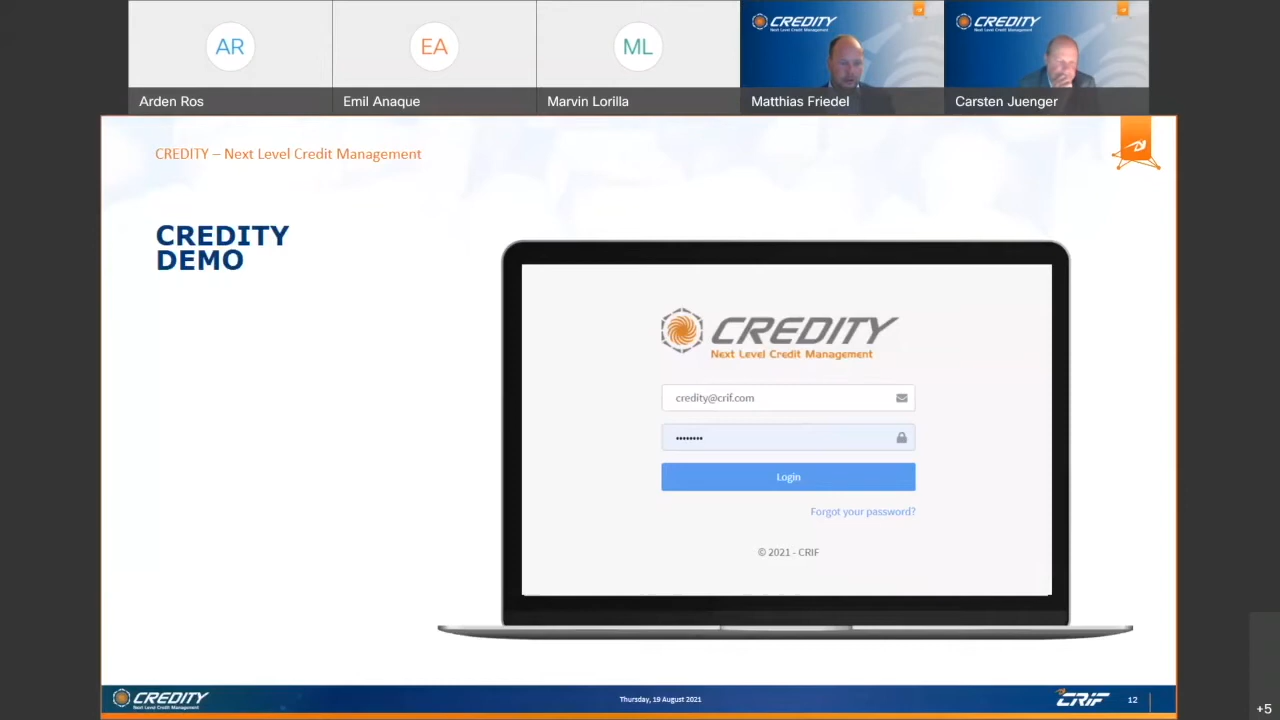 CREDITY
Next Level Credit Management
CREDITY
Next Level Credit Management
AR
EA
ML
Arden Ros
Emil Anaque
Marvin Lorilla
Matthias Friedel
Carsten Juenger
CREDITY – Next Level Credit Management
CREDITY
DEMO
CREDITY
Next Level Credit Management
credity@crif.com
••••••••
Login
Forgot your password?
© 2021 - CRIF
CREDITY
Next Level Credit Management
Thursday, 19 August 2021
CRIF
12
+5